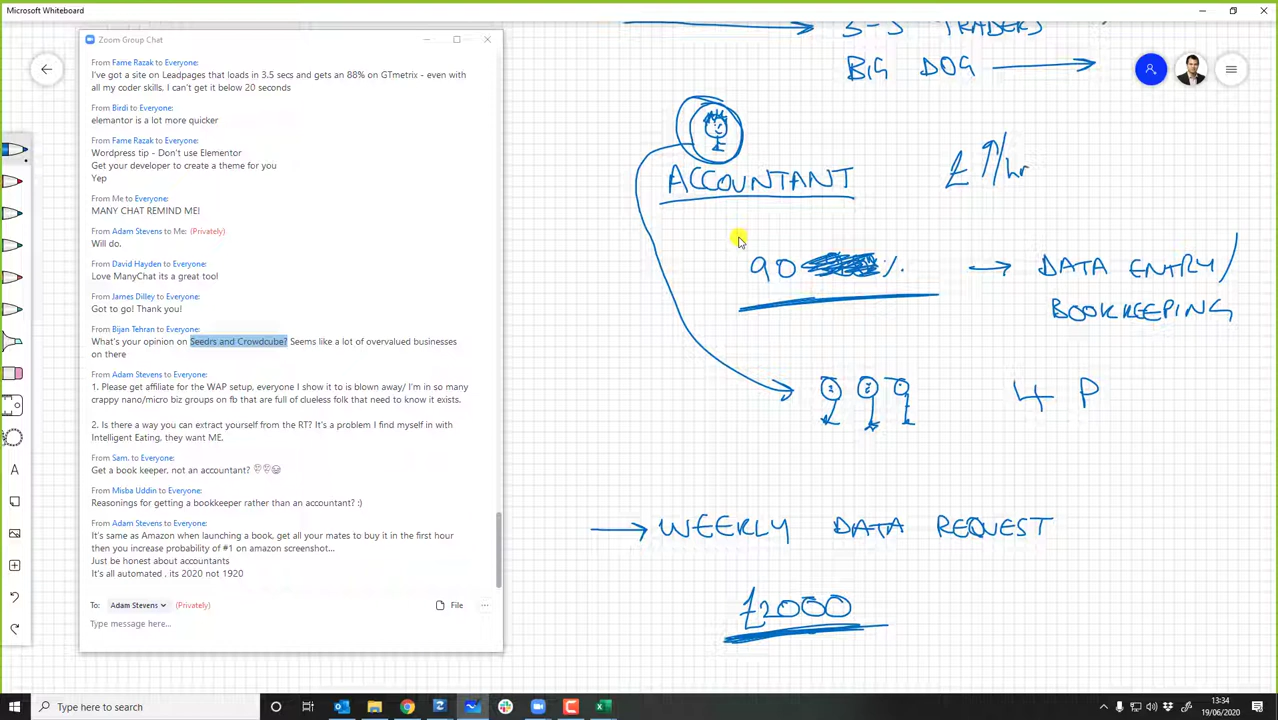 Microsoft Whiteboard
Zoom Group Chat
From Fame Razak to Everyone:
I've got a site on Leadpages that loads in 3.5 secs and gets an 88% on GTmetrix - even with
all my coder skills. I can't get it below 20 seconds
From Birdi to Everyone:
elemantor is a lot more quicker
From Fame Razak to Everyone:
Wordpress tip - Don't use Elementor
Get your developer to create a theme for you
Yep
From Me to Everyone:
MANY CHAT REMIND ME!
From Adam Stevens to Me: (Privately)
Will do.
From David Hayden to Everyone:
Love ManyChat its a great tool
From James Dilley to Everyone:
Got to go! Thank you!
From Bijan Tehran to Everyone:
What's your opinion on Seedrs and Crowdcube? Seems like a lot of overvalued businesses
on there
From Adam Stevens to Everyone:
1. Please get affiliate for the WAP setup, everyone I show it to is blown away/ I'm in so many
crappy nano/micro biz groups on fb that are full of clueless folk that need to know it exists.
2. Is there a way you can extract yourself from the RT? It's a problem I find myself in with
Intelligent Eating, they want ME.
From Sam. to Everyone:
Get a book keeper, not an accountant?
From Misba Uddin to Everyone:
Reasonings for getting a bookkeeper rather than an accountant? :)
From Adam Stevens to Everyone:
It's same as Amazon when launching a book, get all your mates to buy it in the first hour
then you increase probability of #1 on amazon screenshot...
Just be honest about accountants
It's all automated , its 2020 not 1920
To: Adam Stevens (Privately)
File
Type message here...
TRADERS
BIG DOG
ACCOUNTANT
£ /hr
90 %
DATA ENTRY/
BOOKKEEPING
4 P
WEERLY DATA REQUEST
£2000
Type here to search
13:34
19/06/2020